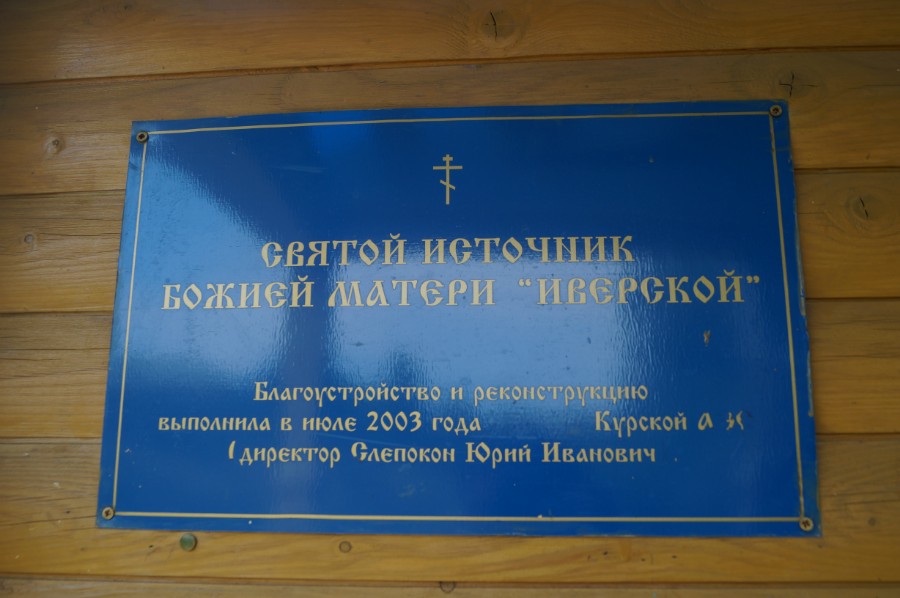 СВЯТОЙ ИСТОЧНИК
БОЖИЕЙ МАТЕРИ "ИВЕРСКОЙ"
Благоустройство и реконструкцию
выполнила в июле 2003 года Курской
(директор Слепокон Юрий Иванович